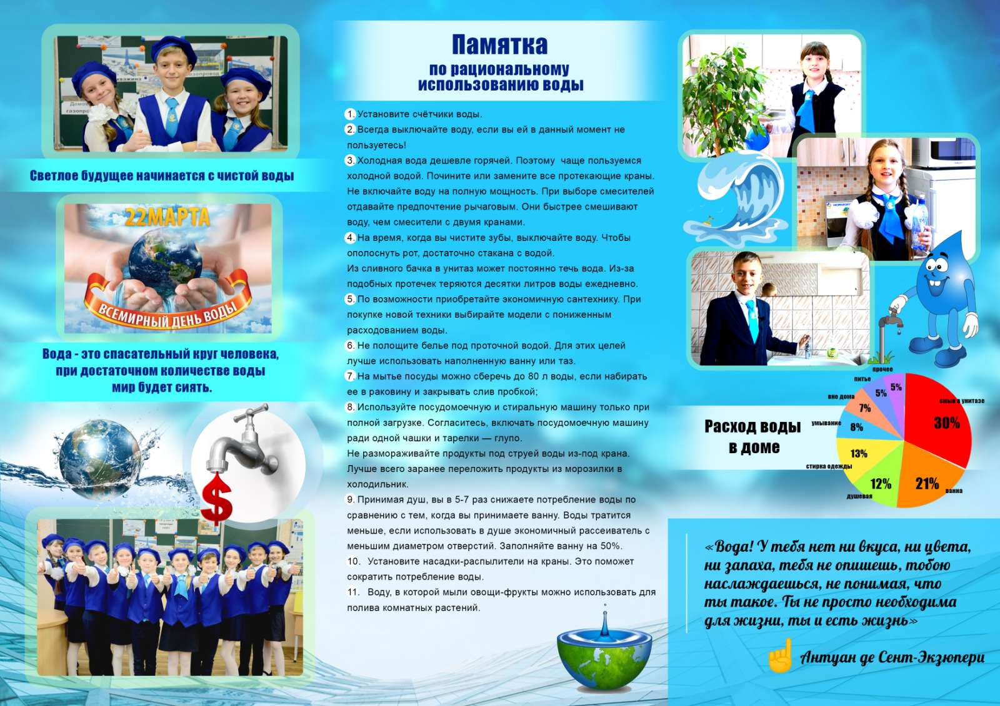 Светлое будущее начинается с чистой воды
22МАРТА
ВСЕМИРНЫЙ ДЕНЬ ВОДЫ
Вода - это спасательный круг человека,
при достаточном количестве воды
мир будет сиять.
$
Памятка
по рациональному
использованию воды
1. Установите счётчики воды.
2. Всегда выключайте воду, если вы ей в данный момент не
пользуетесь!
3. Холодная вода дешевле горячей. Поэтому чаще пользуемся
холодной водой. Почините или замените все протекающие краны.
Не включайте воду на полную мощность. При выборе смесителей
отдавайте предпочтение рычаговым. Они быстрее смешивают
воду, чем смесители с двумя кранами.
4. На время, когда вы чистите зубы, выключайте воду. Чтобы
ополоснуть рот, достаточно стакана с водой.
Из сливного бачка в унитаз может постоянно течь вода. Из-за
подобных протечек теряются десятки литров воды ежедневно.
5. По возможности приобретайте экономичную сантехнику. При
покупке новой техники выбирайте модели с пониженным
расходованием воды.
6. Не полощите белье под проточной водой. Для этих целей
лучше использовать наполненную ванну или таз.
7. На мытье посуды можно сберечь до 80 л воды, если набирать
ее в раковину и закрывать слив пробкой;
8. Используйте посудомоечную и стиральную машину только при
полной загрузке. Согласитесь, включать посудомоечную машину
ради одной чашки и тарелки — глупо.
Не размораживайте продукты под струей воды из-под крана.
Лучше всего заранее переложить продукты из морозилки в
холодильник.
9. Принимая душ, вы в 5-7 раз снижаете потребление воды по
сравнению с тем, когда вы принимаете ванну. Воды тратится
меньше, если использовать в душе экономичный рассеиватель с
меньшим диаметром отверстий. Заполняйте ванну на 50%.
10. Установите насадки-распылители на краны. Это поможет
сократить потребление воды.
11. Воду, в которой мыли овощи-фрукты можно использовать для
полива комнатных растений.
Расход воды
в доме
прочее
5%
питье
5%
вне дома
7%
умывание
8%
стирка одежды
13%
душевая
12%
ванна
21%
смыв в унитазе
30%
«Вода! У тебя нет ни вкуса, ни цвета,
ни запаха, тебя не опишешь, тобою
наслаждаешься, не понимая, что
ты такое. Ты не просто необходима
для жизни, ты и есть жизнь»
Антуан де Сент-Экзюпери